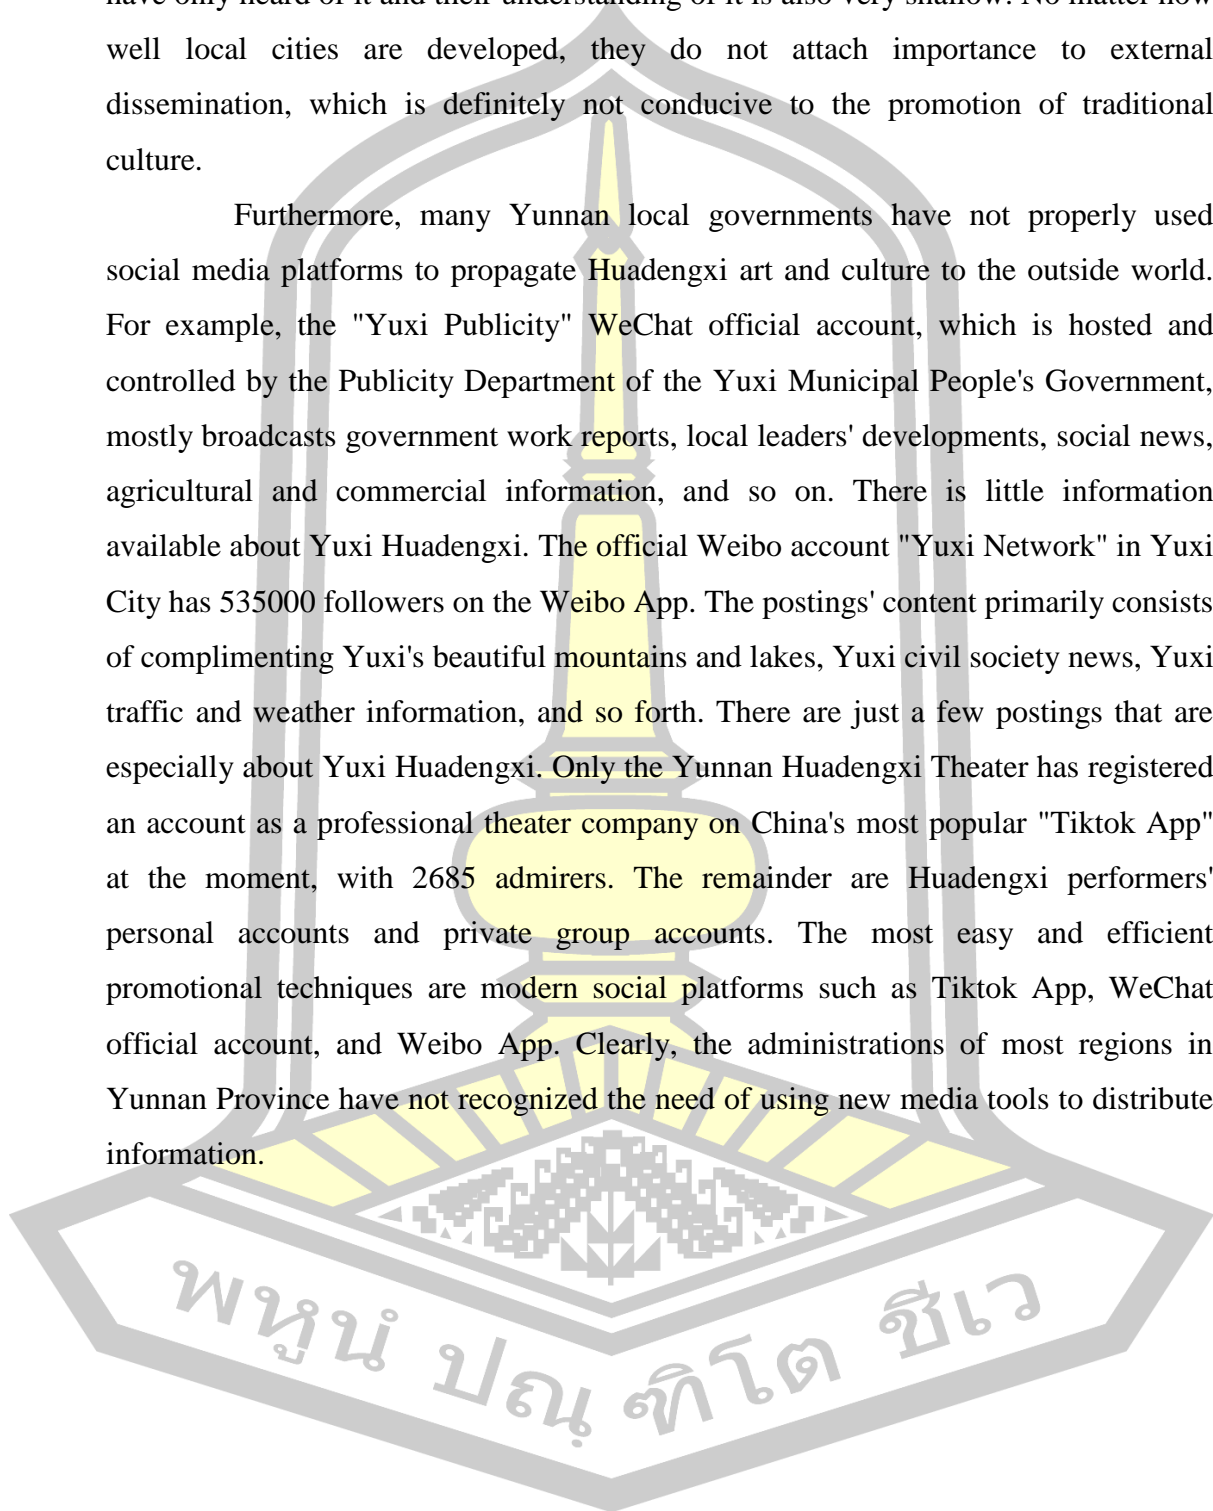 have only heard of it and their understanding of it is also very shallow. No matter how
well local cities are developed, they do not attach importance to external
dissemination, which is definitely not conducive to the promotion of traditional
culture.
Furthermore, many Yunnan local governments have not properly used
social media platforms to propagate Huadengxi art and culture to the outside world.
For example, the "Yuxi Publicity" WeChat official account, which is hosted and
controlled by the Publicity Department of the Yuxi Municipal People's Government,
mostly broadcasts government work reports, local leaders' developments, social news,
agricultural and commercial information, and so on. There is little information
available about Yuxi Huadengxi. The official Weibo account "Yuxi Network" in Yuxi
City has 535000 followers on the Weibo App. The postings' content primarily consists
of complimenting Yuxi's beautiful mountains and lakes, Yuxi civil society news, Yuxi
traffic and weather information, and so forth. There are just a few postings that are
especially about Yuxi Huadengxi. Only the Yunnan Huadengxi Theater has registered
an account as a professional theater company on China's most popular "Tiktok App"
at the moment, with 2685 admirers. The remainder are Huadengxi performers'
personal accounts and private group accounts. The most easy and efficient
promotional techniques are modern social platforms such as Tiktok App, WeChat
official account, and Weibo App. Clearly, the administrations of most regions in
Yunnan Province have not recognized the need of using new media tools to distribute
information.
พหูนํ ปณฺฑิโต ชีเว